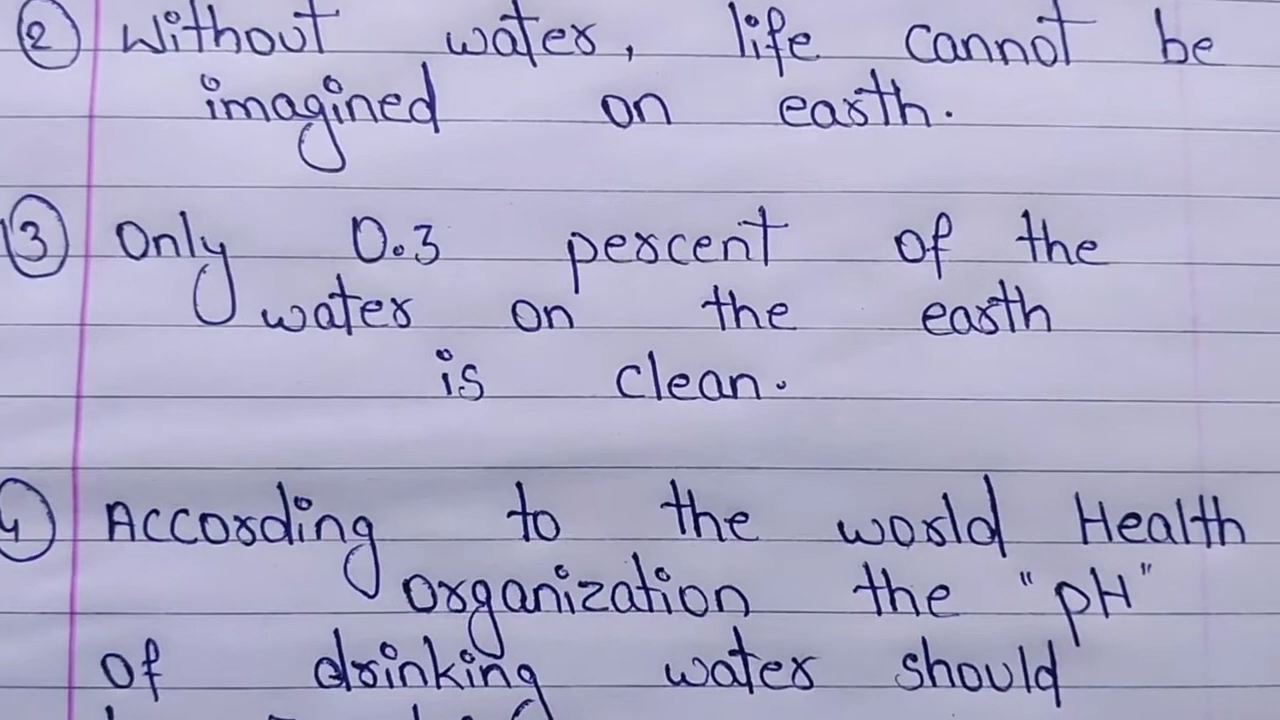 2 Without water, life cannot be
imagined on earth.
3 Only 0.3 percent of the
water on the earth
is clean.
4 According to the world Health
organization the "pH"
of drinking water should